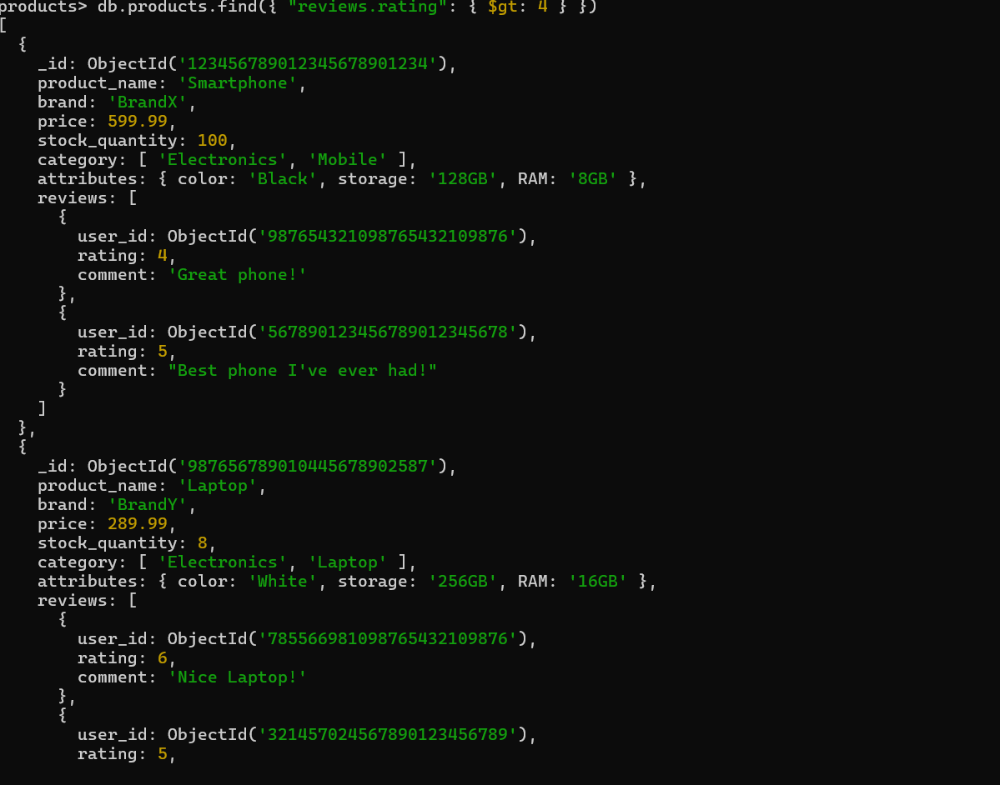 products> db.products.find({ "reviews.rating": { $gt: 4 } })
[
  {
    _id: ObjectId('123456789012345678901234'),
    product_name: 'Smartphone',
    brand: 'BrandX',
    price: 599.99,
    stock_quantity: 100,
    category: [ 'Electronics', 'Mobile' ],
    attributes: { color: 'Black', storage: '128GB', RAM: '8GB' },
    reviews: [
      {
        user_id: ObjectId('987654321098765432109876'),
        rating: 4,
        comment: 'Great phone!'
      },
      {
        user_id: ObjectId('567890123456789012345678'),
        rating: 5,
        comment: "Best phone I've ever had!"
      }
    ]
  },
  {
    _id: ObjectId('987656789010445678902587'),
    product_name: 'Laptop',
    brand: 'BrandY',
    price: 289.99,
    stock_quantity: 8,
    category: [ 'Electronics', 'Laptop' ],
    attributes: { color: 'White', storage: '256GB', RAM: '16GB' },
    reviews: [
      {
        user_id: ObjectId('785566981098765432109876'),
        rating: 6,
        comment: 'Nice Laptop!'
      },
      {
        user_id: ObjectId('321457024567890123456789'),
        rating: 5,